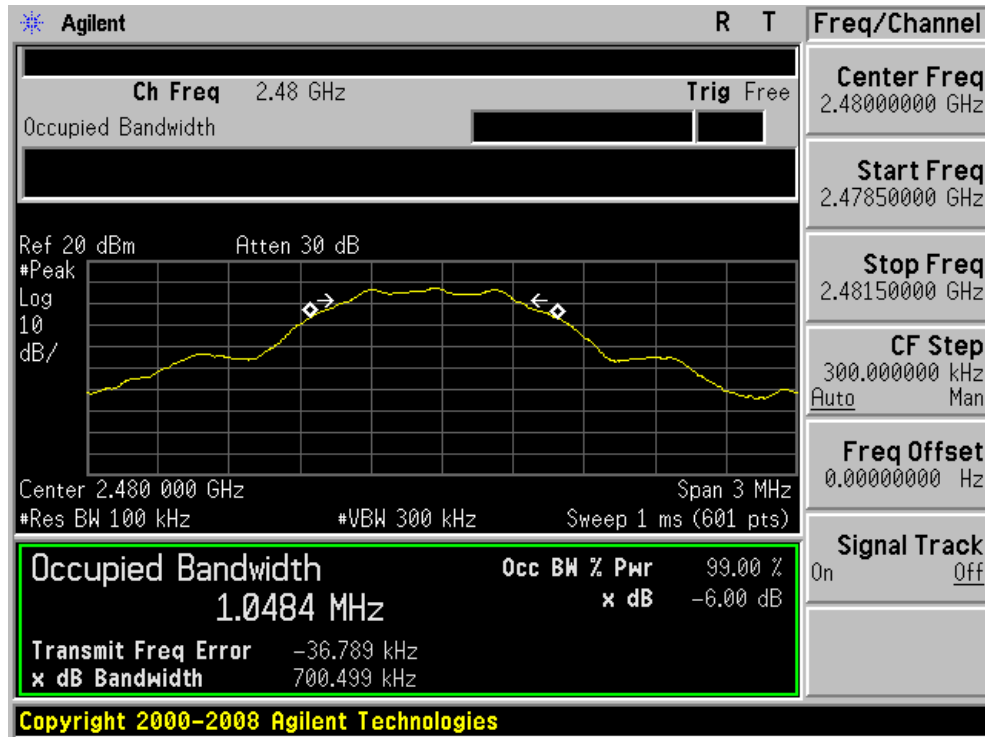 Agilent R T
Freq/Channel
Ch Freq 2.48 GHz Trig Free
Occupied Bandwidth
Center Freq
2.48000000 GHz
Start Freq
2.47850000 GHz
Stop Freq
2.48150000 GHz
CF Step
300.000000 kHz
Auto Man
Freq Offset
0.00000000 Hz
Signal Track
On Off
Ref 20 dBm Atten 30 dB
#Peak
Log
10
dB/
Center 2.480 000 GHz Span 3 MHz
#Res BW 100 kHz #VBW 300 kHz Sweep 1 ms (601 pts)
Occupied Bandwidth Occ BW % Pwr 99.00 %
1.0484 MHz x dB -6.00 dB
Transmit Freq Error -36.789 kHz
x dB Bandwidth 700.499 kHz
Copyright 2000-2008 Agilent Technologies